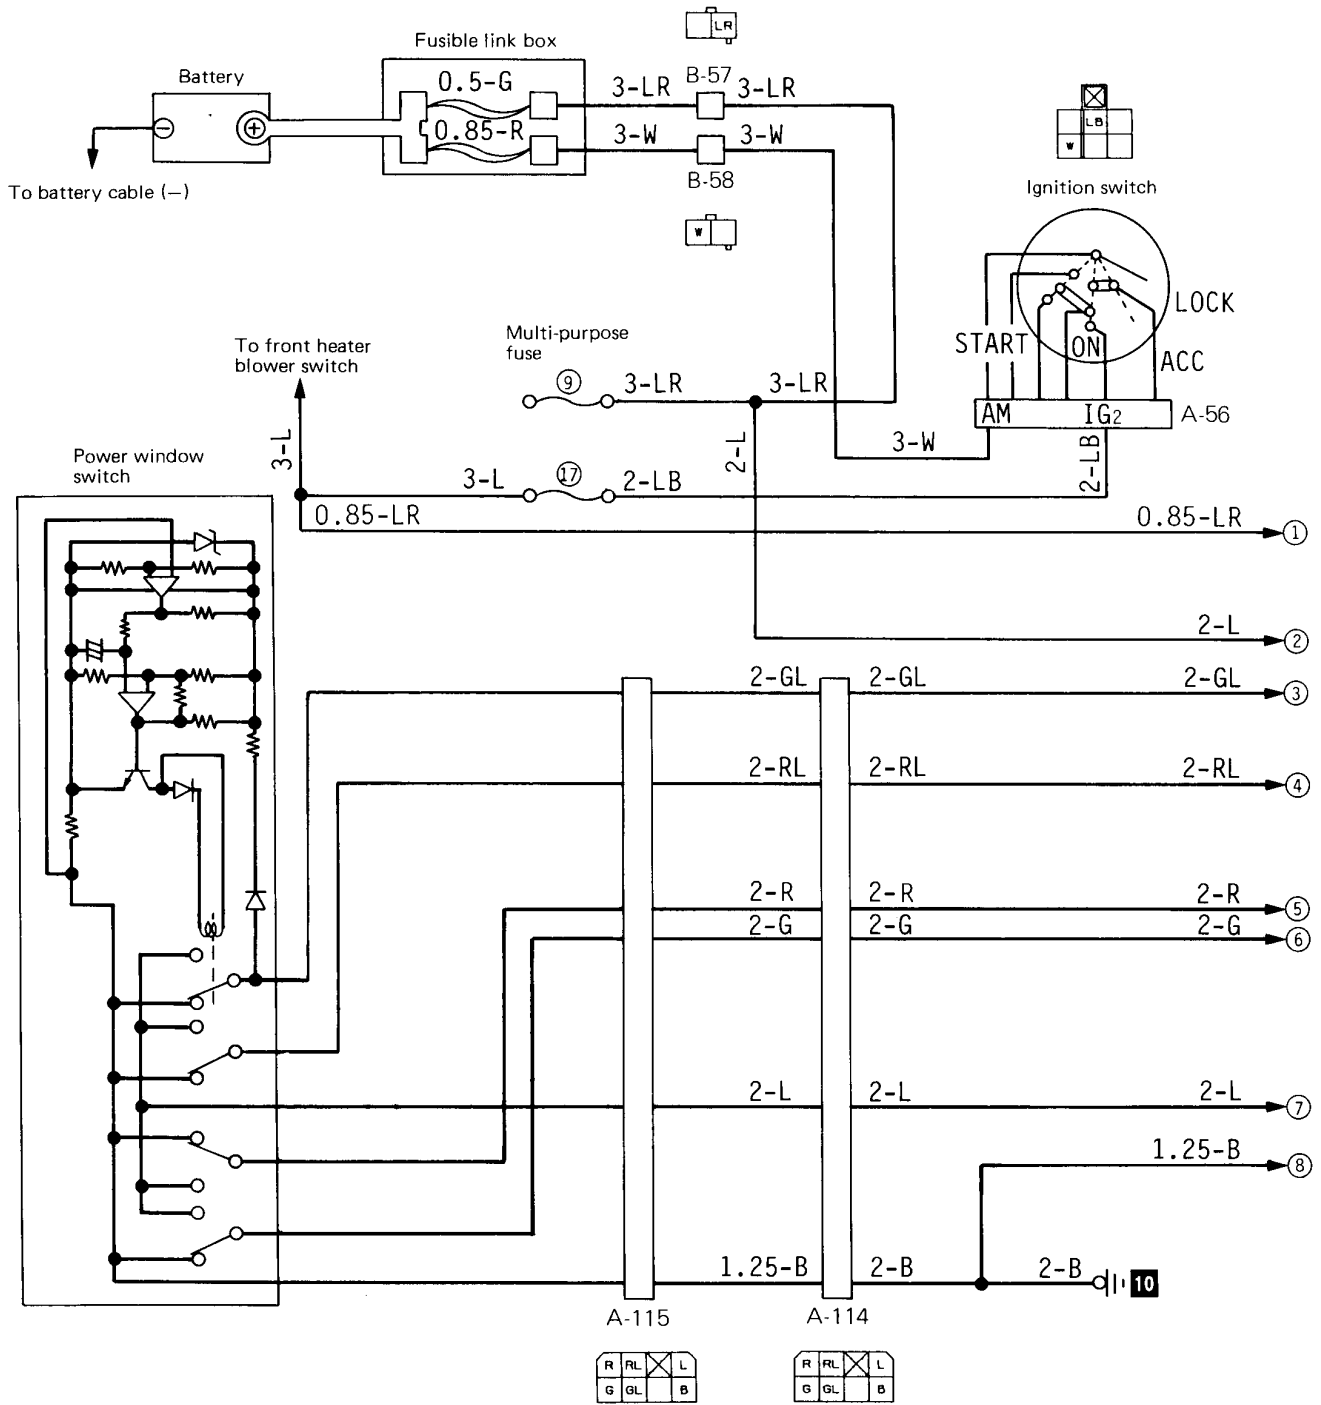 LR
Fusible link box
Battery
B-57
0.5-G
3-LR
3-LR
0.85-R
3-W
3-W
LB
W
B-58
To battery cable (−)
Ignition switch
W
LOCK
START
ON
ACC
To front heater
blower switch
Multi-purpose
fuse
9
3-LR
3-LR
AM
IG2
A-56
3-L
2-L
3-W
2-LB
Power window
switch
3-L
17
2-LB
0.85-LR
0.85-LR
1
2-L
2
2-GL
2-GL
2-GL
3
2-RL
2-RL
2-RL
4
2-R
2-R
2-R
5
2-G
2-G
2-G
6
2-L
2-L
2-L
7
1.25-B
8
1.25-B
2-B
2-B
10
A-115
A-114
R RL L
G GL B
R RL L
G GL B